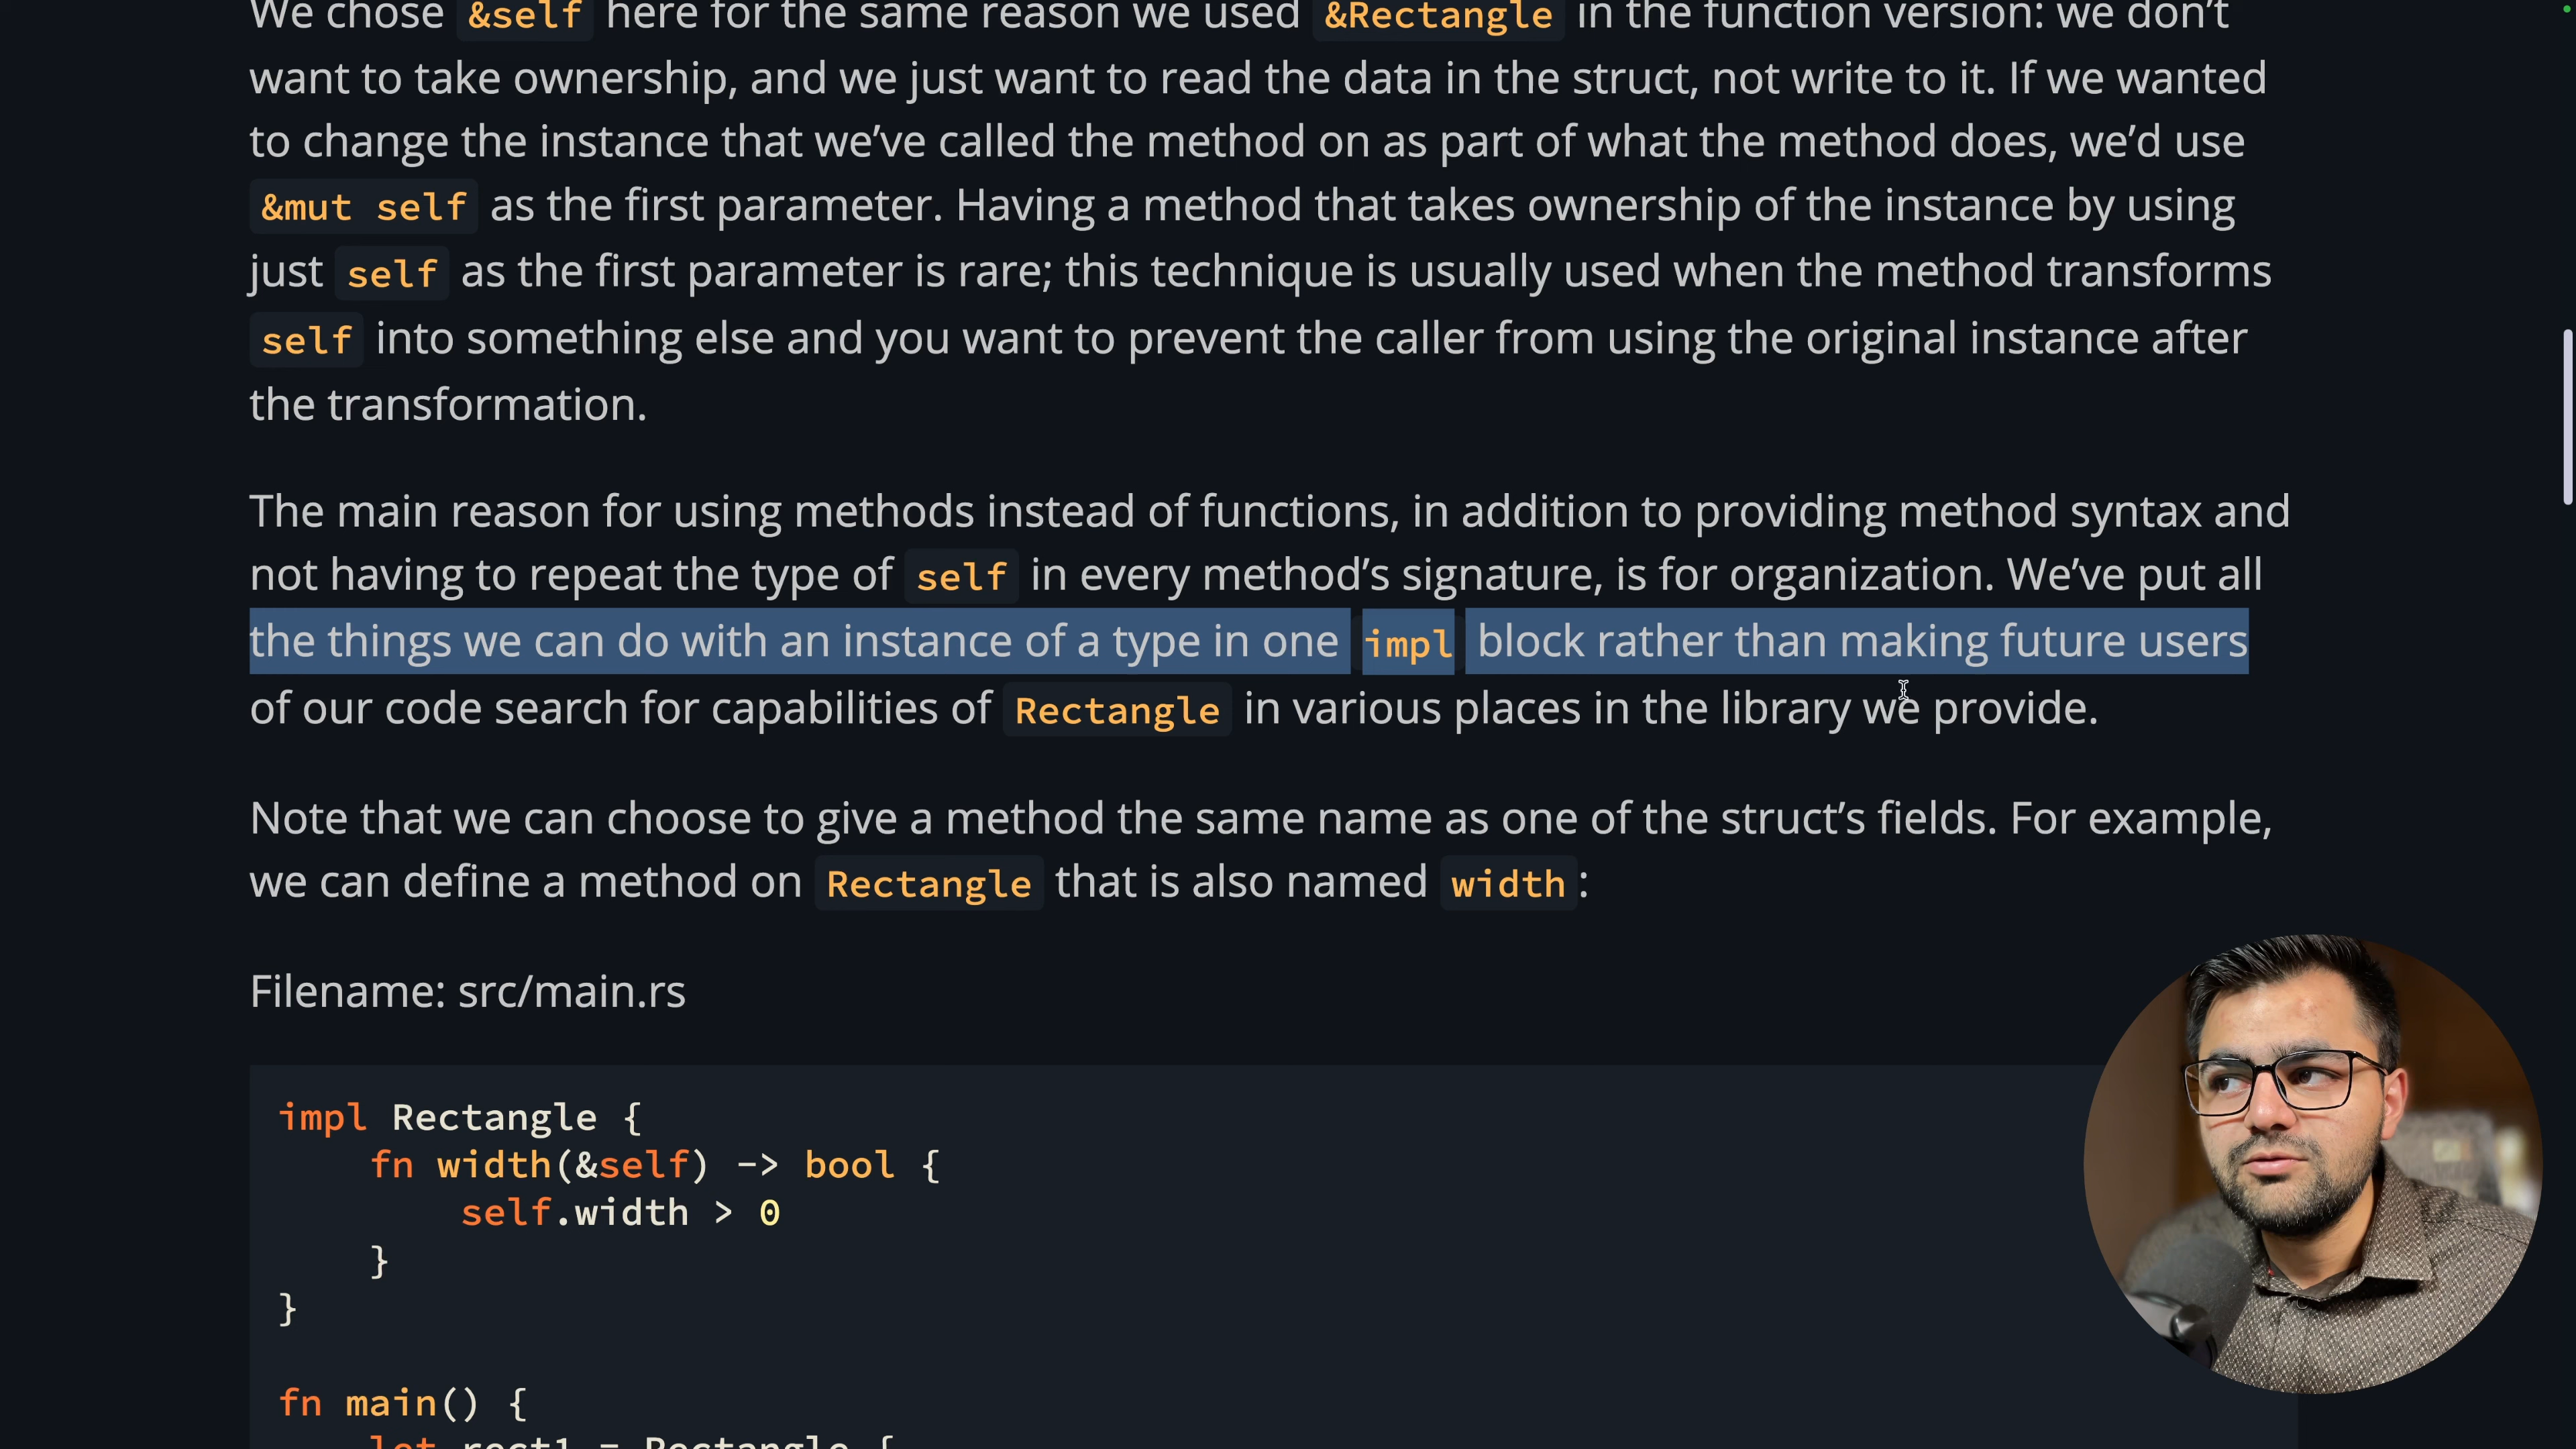 We chose &self here for the same reason we used &Rectangle in the function version: we don’t
want to take ownership, and we just want to read the data in the struct, not write to it. If we wanted
to change the instance that we’ve called the method on as part of what the method does, we’d use
&mut self as the first parameter. Having a method that takes ownership of the instance by using
just self as the first parameter is rare; this technique is usually used when the method transforms
self into something else and you want to prevent the caller from using the original instance after
the transformation.
The main reason for using methods instead of functions, in addition to providing method syntax and
not having to repeat the type of self in every method’s signature, is for organization. We’ve put all
the things we can do with an instance of a type in one impl block rather than making future users
of our code search for capabilities of Rectangle in various places in the library we provide.
Note that we can choose to give a method the same name as one of the struct’s fields. For example,
we can define a method on Rectangle that is also named width:
Filename: src/main.rs
impl Rectangle {
    fn width(&self) -> bool {
        self.width > 0
    }
}
fn main() {
    let rect1 = Rectangle {